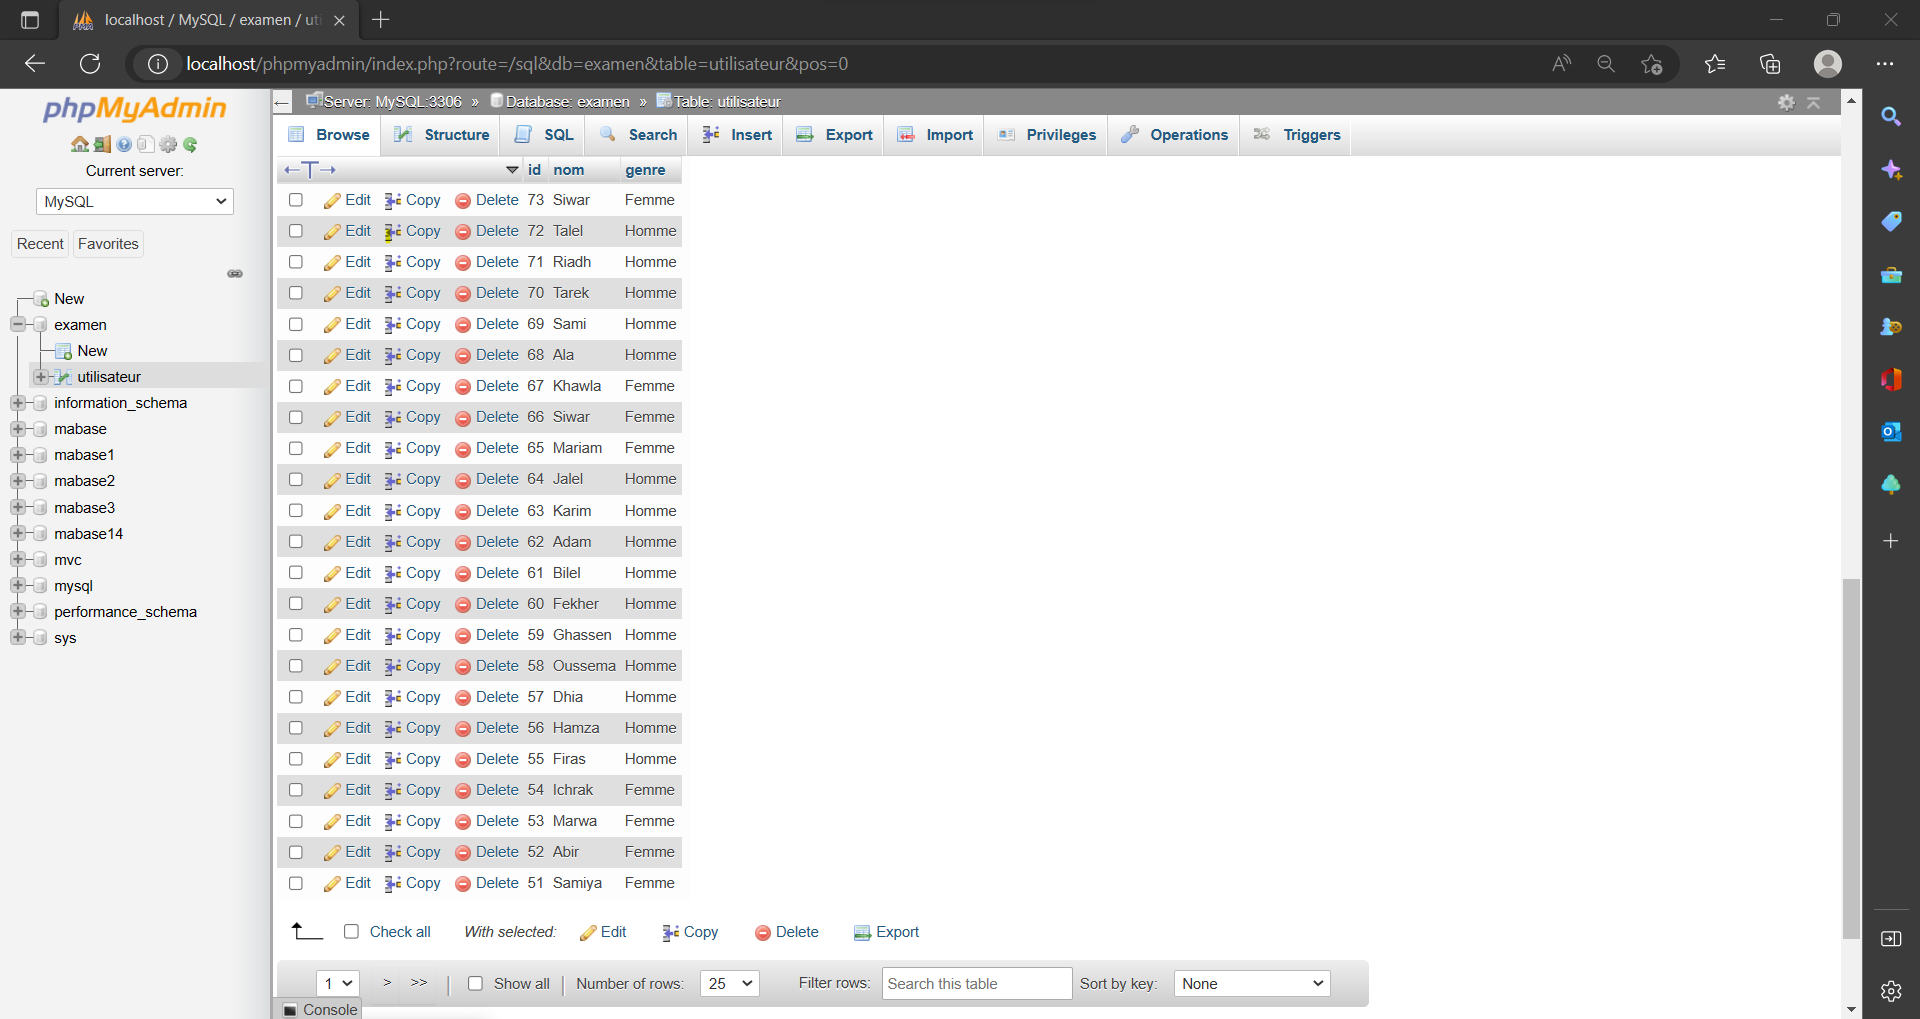 localhost / MySQL / examen / uti
localhost/phpmyadmin/index.php?route=/sql&db=examen&table=utilisateur&pos=0
phpMyAdmin
Current server:
MySQL
Recent Favorites
New
examen
New
utilisateur
information_schema
mabase
mabase1
mabase2
mabase3
mabase14
mvc
mysql
performance_schema
sys
Server: MySQL:3306 » Database: examen » Table: utilisateur
Browse Structure SQL Search Insert Export Import Privileges Operations Triggers
id nom genre
Edit Copy Delete 73 Siwar Femme
Edit Copy Delete 72 Talel Homme
Edit Copy Delete 71 Riadh Homme
Edit Copy Delete 70 Tarek Homme
Edit Copy Delete 69 Sami Homme
Edit Copy Delete 68 Ala Homme
Edit Copy Delete 67 Khawla Femme
Edit Copy Delete 66 Siwar Femme
Edit Copy Delete 65 Mariam Femme
Edit Copy Delete 64 Jalel Homme
Edit Copy Delete 63 Karim Homme
Edit Copy Delete 62 Adam Homme
Edit Copy Delete 61 Bilel Homme
Edit Copy Delete 60 Fekher Homme
Edit Copy Delete 59 Ghassen Homme
Edit Copy Delete 58 Oussema Homme
Edit Copy Delete 57 Dhia Homme
Edit Copy Delete 56 Hamza Homme
Edit Copy Delete 55 Firas Homme
Edit Copy Delete 54 Ichrak Femme
Edit Copy Delete 53 Marwa Femme
Edit Copy Delete 52 Abir Femme
Edit Copy Delete 51 Samiya Femme
Check all With selected: Edit Copy Delete Export
1 > >> Show all Number of rows: 25 Filter rows: Search this table Sort by key: None
Console